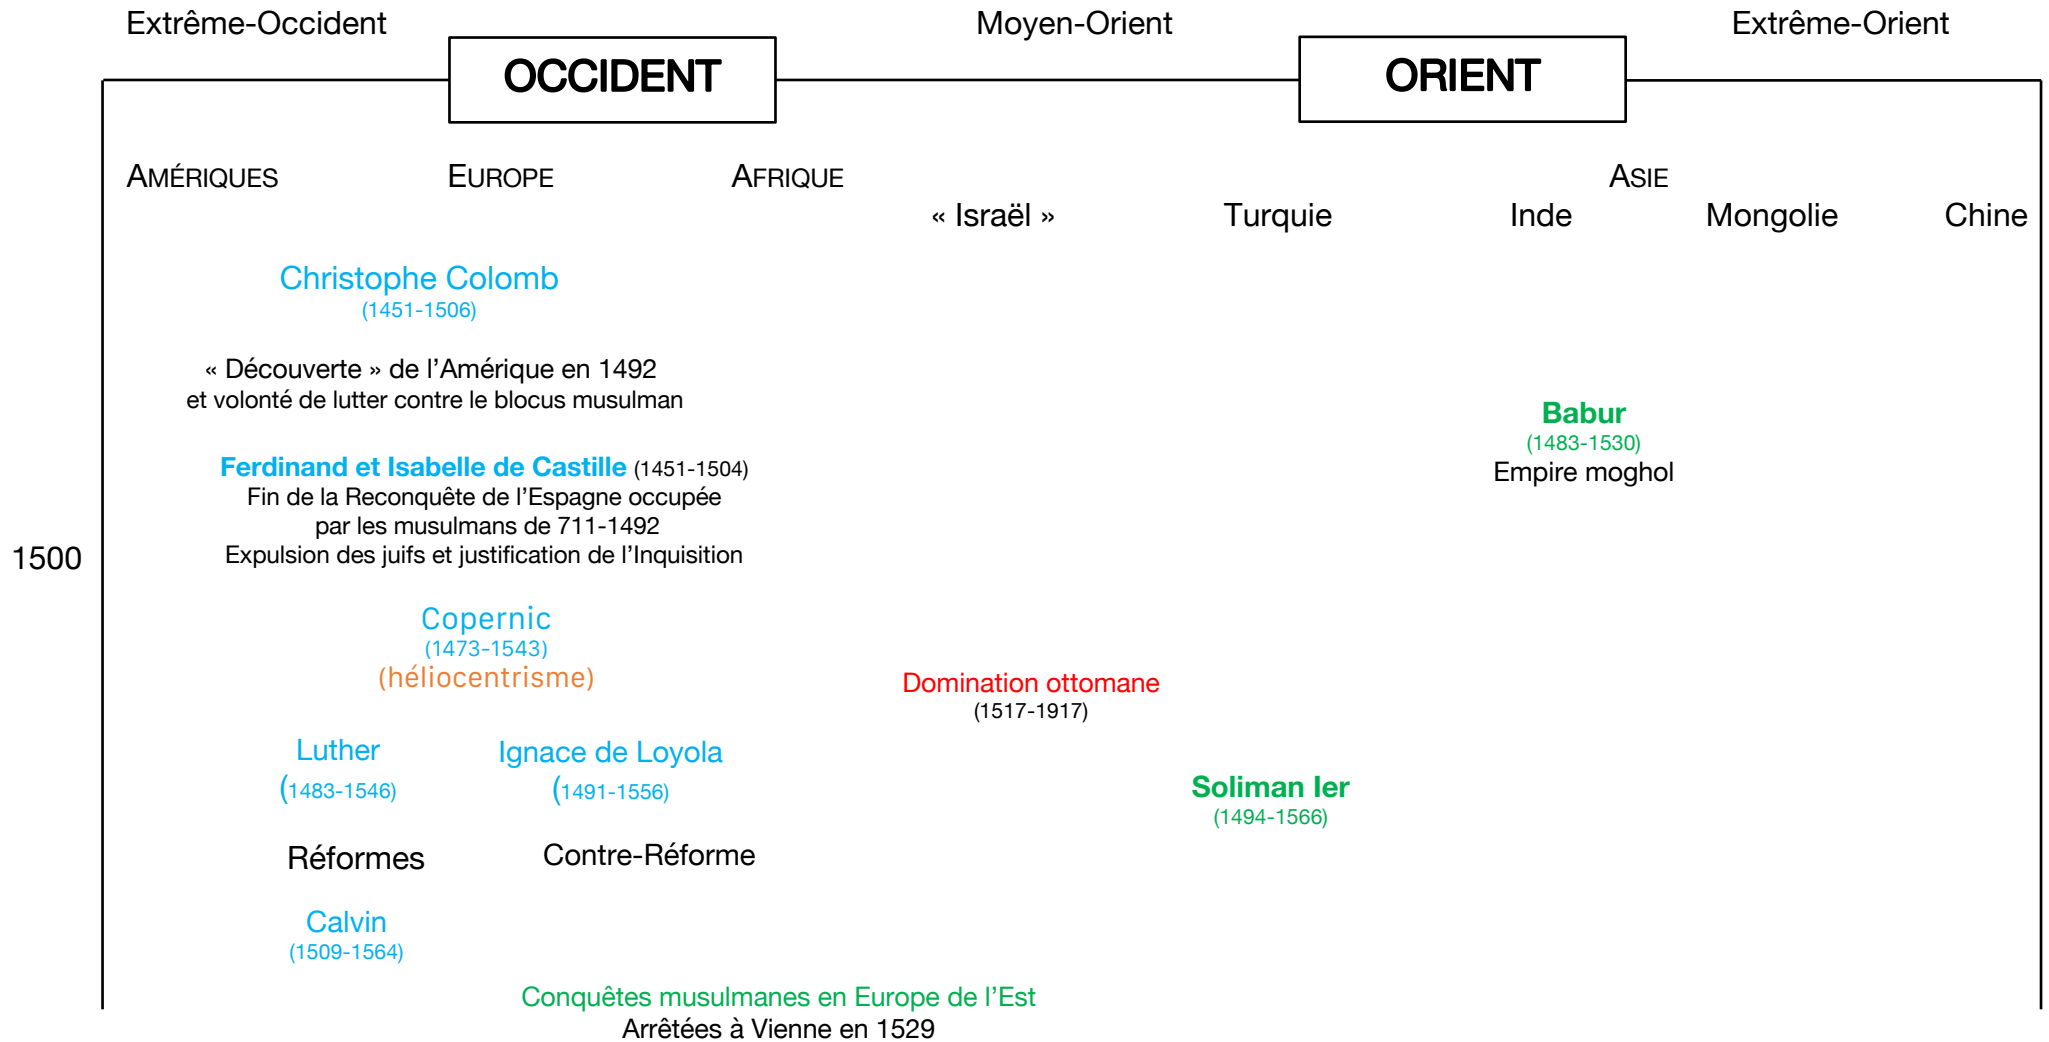 Extrême-Occident Moyen-Orient Extrême-Orient
OCCIDENT ORIENT
AMÉRIQUES EUROPE AFRIQUE ASIE
« Israël » Turquie Inde Mongolie Chine
Christophe Colomb
(1451-1506)
« Découverte » de l’Amérique en 1492
et volonté de lutter contre le blocus musulman
Babur
(1483-1530)
Empire moghol
Ferdinand et Isabelle de Castille (1451-1504)
Fin de la Reconquête de l’Espagne occupée
par les musulmans de 711-1492
Expulsion des juifs et justification de l’Inquisition
1500
Copernic
(1473-1543)
(héliocentrisme)
Domination ottomane
(1517-1917)
Luther Ignace de Loyola
(1483-1546) (1491-1556)
Soliman Ier
(1494-1566)
Réformes Contre-Réforme
Calvin
(1509-1564)
Conquêtes musulmanes en Europe de l’Est
Arrêtées à Vienne en 1529